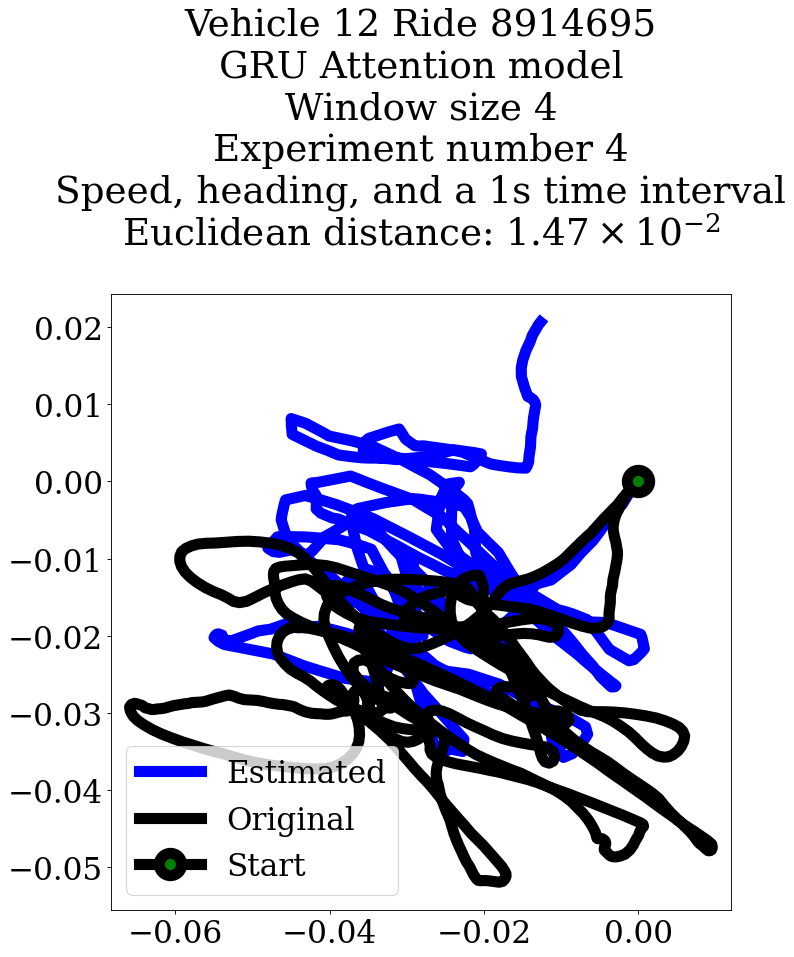 Vehicle 12 Ride 8914695
GRU Attention model
Window size 4
Experiment number 4
Speed, heading, and a 1s time interval
Euclidean distance: 1.47 × 10⁻²
0.02
0.01
0.00
−0.01
−0.02
−0.03
−0.04
−0.05
Estimated
Original
Start
−0.06
−0.04
−0.02
0.00